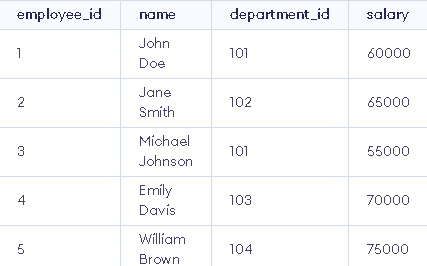 employee_id name department_id salary
1 John Doe 101 60000
2 Jane Smith 102 65000
3 Michael Johnson 101 55000
4 Emily Davis 103 70000
5 William Brown 104 75000